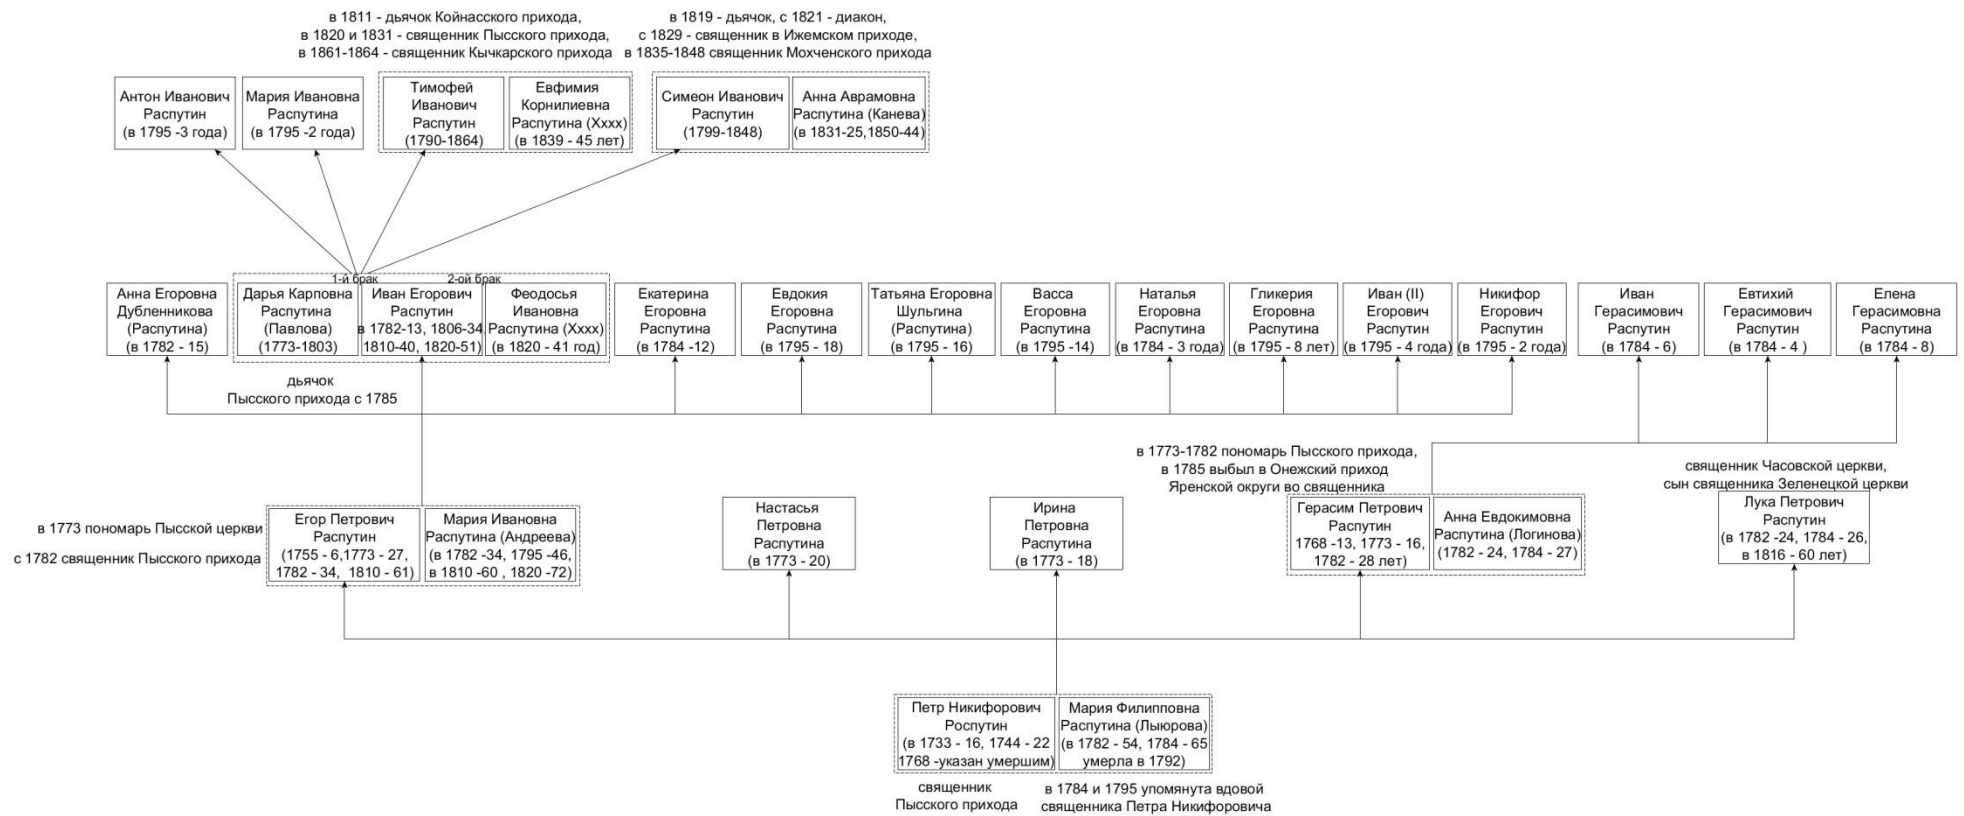 в 1811 - дьячок Койнасского прихода,
в 1820 и 1831 - священник Пысского прихода,
в 1861-1864 - священник Кычкарского прихода
в 1819 - дьячок, с 1821 - диакон,
с 1829 - священник в Ижемском приходе,
в 1835-1848 священник Мохченского прихода
Антон Иванович
Распутин
(в 1795 -3 года)
Мария Ивановна
Распутина
(в 1795 -2 года)
Тимофей
Иванович
Распутин
(1790-1864)
Евфимия
Корнилиевна
Распутина (Хххх)
(в 1839 - 45 лет)
Симеон Иванович
Распутин
(1799-1848)
Анна Аврамовна
Распутина (Канева)
(в 1831-25,1850-44)
1-й брак
2-ой брак
Анна Егоровна
Дубленникова
(Распутина)
(в 1782 - 15)
Дарья Карповна
Распутина
(Павлова)
(1773-1803)
Иван Егорович
Распутин
в 1782-13, 1806-34
1810-40, 1820-51)
Феодосья
Ивановна
Распутина (Хххх)
(в 1820 - 41 год)
Екатерина
Егоровна
Распутина
(в 1784 -12)
Евдокия
Егоровна
Распутина
(в 1795 - 18)
Татьяна Егоровна
Шульгина
(Распутина)
(в 1795 - 16)
Васса
Егоровна
Распутина
(в 1795 -14)
Наталья
Егоровна
Распутина
(в 1784 - 3 года)
Гликерия
Егоровна
Распутина
(в 1795 - 8 лет)
Иван (II)
Егорович
Распутин
(в 1795 - 4 года)
Никифор
Егорович
Распутин
(в 1795 - 2 года)
Иван
Герасимович
Распутин
(в 1784 - 6)
Евтихий
Герасимович
Распутин
(в 1784 - 4 )
Елена
Герасимовна
Распутина
(в 1784 - 8)
дьячок
Пысского прихода с 1785
в 1773-1782 пономарь Пысского прихода,
в 1785 выбыл в Онежский приход
Яренской округи во священника
священник Часовской церкви,
сын священника Зеленецкой церкви
в 1773 пономарь Пысской церкви
с 1782 священник Пысского прихода
Егор Петрович
Распутин
(1755 - 6,1773 - 27,
1782 - 34, 1810 - 61)
Мария Ивановна
Распутина (Андреева)
(в 1782 -34, 1795 -46,
в 1810 -60 , 1820 -72)
Настасья
Петровна
Распутина
(в 1773 - 20)
Ирина
Петровна
Распутина
(в 1773 - 18)
Герасим Петрович
Распутин
1768 -13, 1773 - 16,
1782 - 28 лет)
Анна Евдокимовна
Распутина (Логинова)
(1782 - 24, 1784 - 27)
Лука Петрович
Распутин
(в 1782 -24, 1784 - 26,
в 1816 - 60 лет)
Петр Никифорович
Роспутин
(в 1733 - 16, 1744 - 22
1768 -указан умершим)
Мария Филипповна
Распутина (Лыюрова)
(в 1782 - 54, 1784 - 65
умерла в 1792)
священник
Пысского прихода
в 1784 и 1795 упомянута вдовой
священника Петра Никифоровича